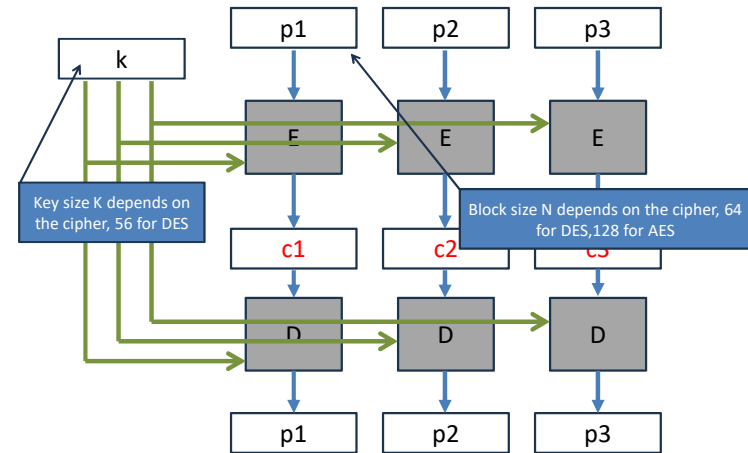 p1
p2
p3
k
E
E
E
Key size K depends on
the cipher, 56 for DES
Block size N depends on the cipher, 64
for DES,128 for AES
c1
c2
c3
D
D
D
p1
p2
p3